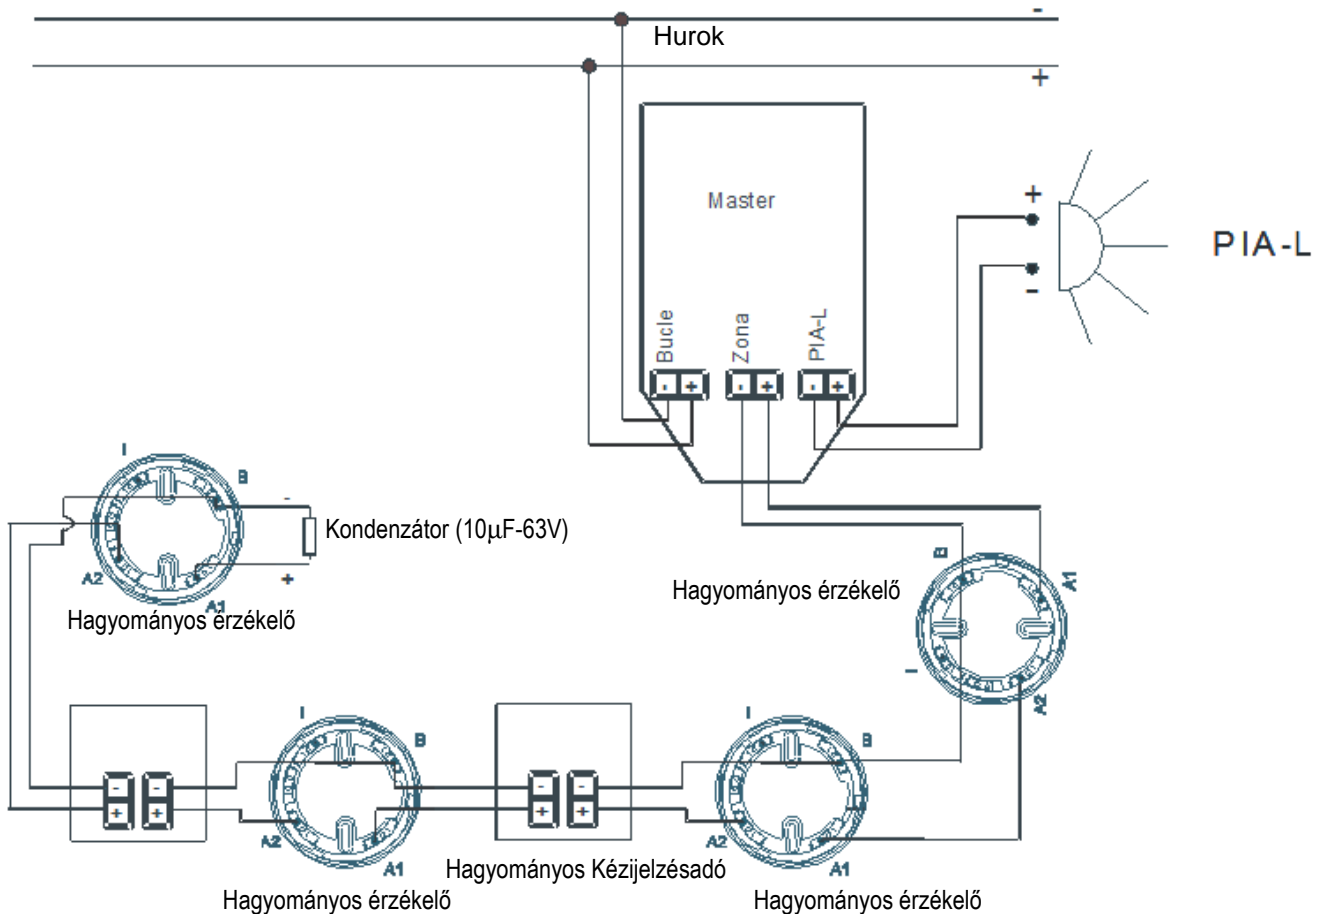 -
Hurok
+
Master
+
PIA-L
-
Bucle
Zona
PIA-L
- +
- +
- +
I
B
-
Kondenzátor (10µF-63V)
A2
+
A1
Hagyományos érzékelő
B
A1
Hagyományos érzékelő
I
A2
I
B
I
B
- -
+ +
- -
+ +
A2
A1
A2
A1
Hagyományos Kézijelzésadó
Hagyományos érzékelő
Hagyományos érzékelő